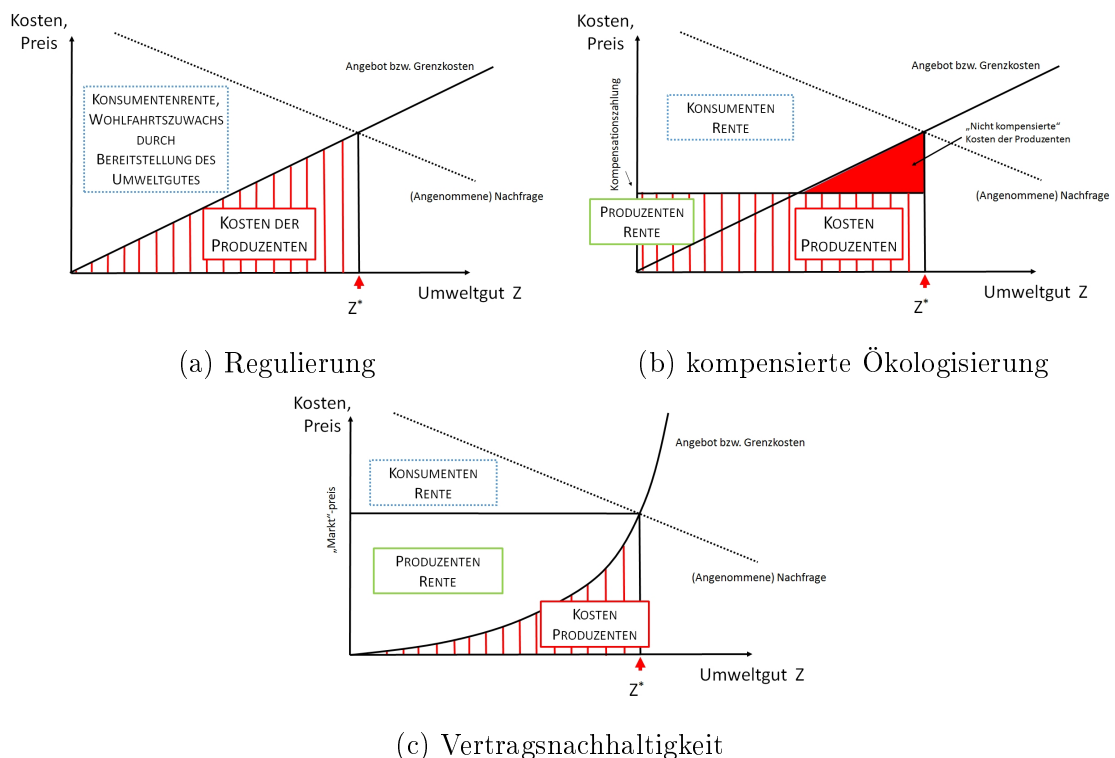 Kosten,
Preis
Angebot bzw. Grenzkosten
KONSUMENTENRENTE,
WOHLFAHRTSZUWACHS
DURCH
BEREITSTELLUNG DES
UMWELTGUTES
(Angenommene) Nachfrage
KOSTEN DER
PRODUZENTEN
Umweltgut Z
Z*
(a) Regulierung
Kosten,
Preis
Angebot bzw. Grenzkosten
Kompensationszahlung
KONSUMENTEN
RENTE
„Nicht kompensierte“
Kosten der Produzenten
(Angenommene) Nachfrage
PRODUZENTEN
RENTE
KOSTEN
PRODUZENTEN
Umweltgut Z
Z*
(b) kompensierte Ökologisierung
Kosten,
Preis
Angebot bzw. Grenzkosten
KONSUMENTEN
RENTE
„Markt“-preis
PRODUZENTEN
RENTE
(Angenommene) Nachfrage
KOSTEN
PRODUZENTEN
Umweltgut Z
Z*
(c) Vertragsnachhaltigkeit